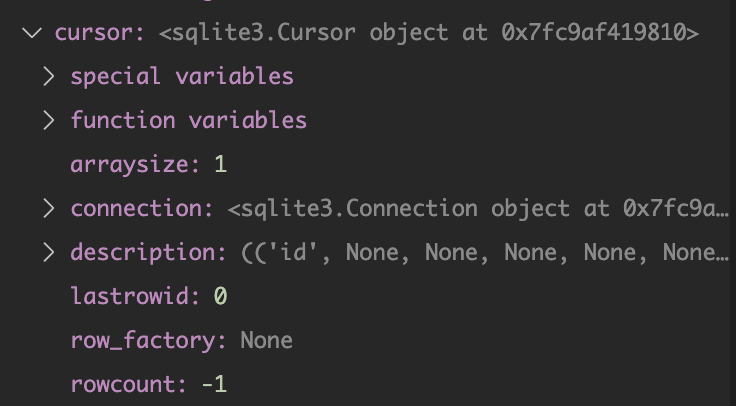 cursor: <sqlite3.Cursor object at 0x7fc9af419810>
special variables
function variables
arraysize: 1
connection: <sqlite3.Connection object at 0x7fc9a…
description: (('id', None, None, None, None, None…
lastrowid: 0
row_factory: None
rowcount: -1